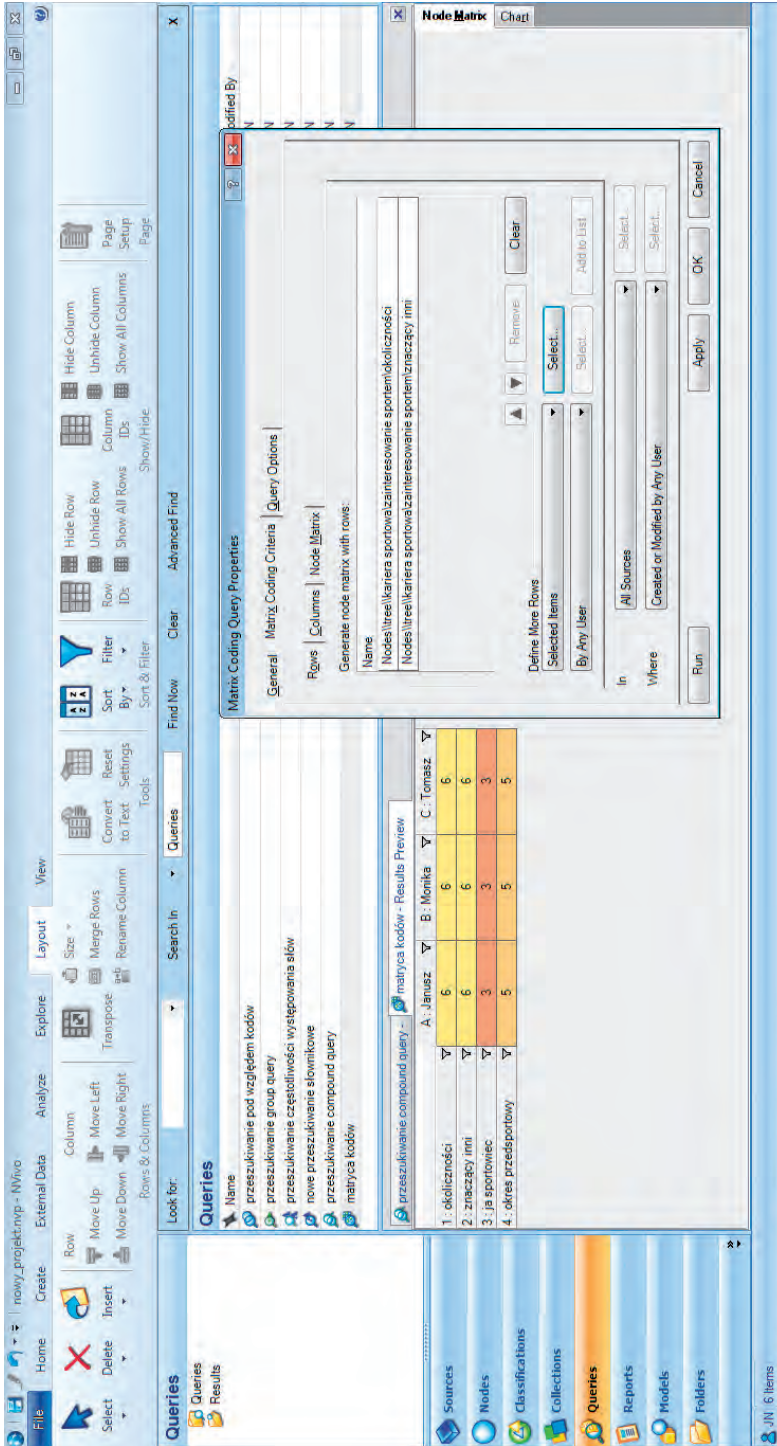 nowy_projekt.nvp - NVivo
File Home Create External Data Analyze Explore Layout View
Select Delete Insert
Row Column
Move Up Move Left
Move Down Move Right
Rows & Columns
Transpose
Size
Merge Rows
Rename Column
Convert to Text
Reset Settings
Tools
Sort By
Filter
Sort & Filter
Row IDs
Hide Row
Unhide Row
Show All Rows
Column IDs
Hide Column
Unhide Column
Show All Columns
Show/Hide
Page Setup
Page
Look for: Search In Queries Find Now Clear Advanced Find
Queries
Queries
Results
Queries
Name
odified By
przeszukiwanie pod względem kodów
N
przeszukiwanie group query
N
przeszukiwanie częstotliwości występowania słów
N
nowe przeszukiwanie słownikowe
N
przeszukiwanie compound query
N
matryca kodów
przeszukiwanie compound query -
matryca kodów - Results Preview
A : Janusz B : Monika C : Tomasz
1 : okoliczności 6 6 6
2 : znaczący inni 6 6 6
3 : ja sportowiec 3 3 3
4 : okres przedsportowy 5 5 5
Node Matrix
Chart
Matrix Coding Query Properties
General Matrix Coding Criteria Query Options
Rows Columns Node Matrix
Generate node matrix with rows:
Name
Nodes\\tree\\kariera sportowa\zainteresowanie sportem\okoliczności
Nodes\\tree\\kariera sportowa\zainteresowanie sportem\znaczący inni
Remove Clear
Define More Rows
Selected Items Select...
By Any User Select... Add to List
In All Sources Select...
Where Created or Modified by Any User Select...
Run Apply OK Cancel
Sources
Nodes
Classifications
Collections
Queries
Reports
Models
Folders
JN 6 Items